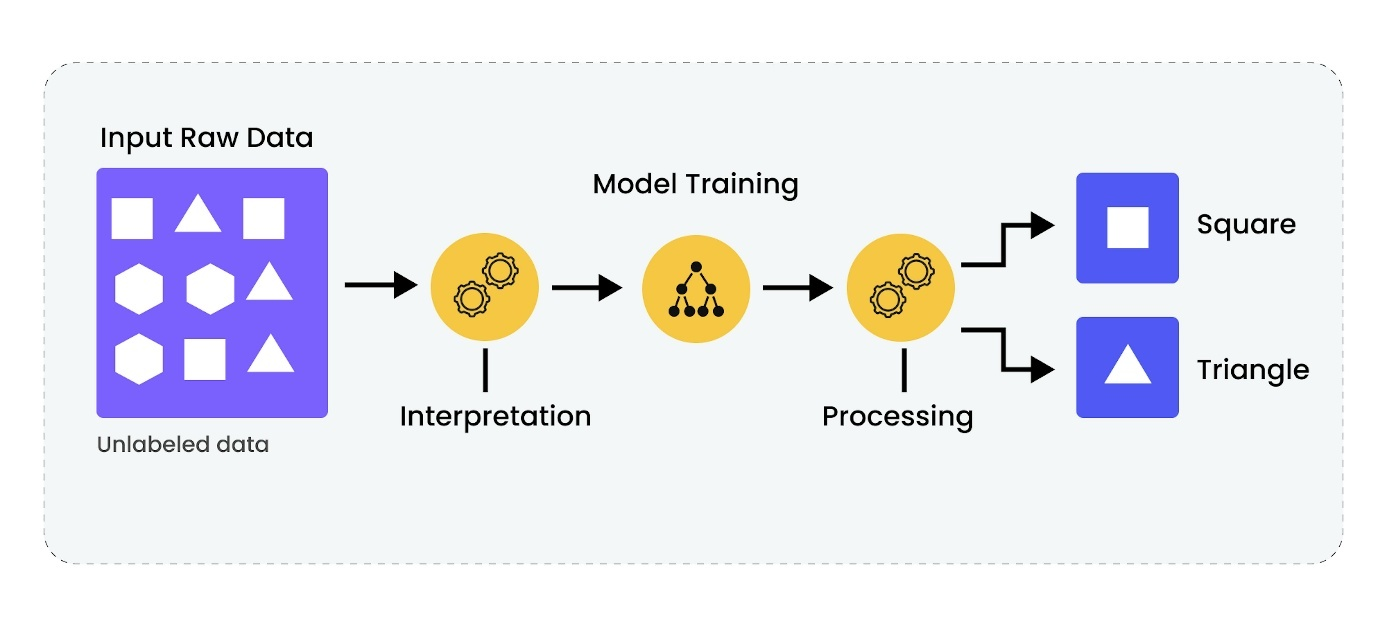 Input Raw Data
Model Training
Square
Triangle
Interpretation
Processing
Unlabeled data